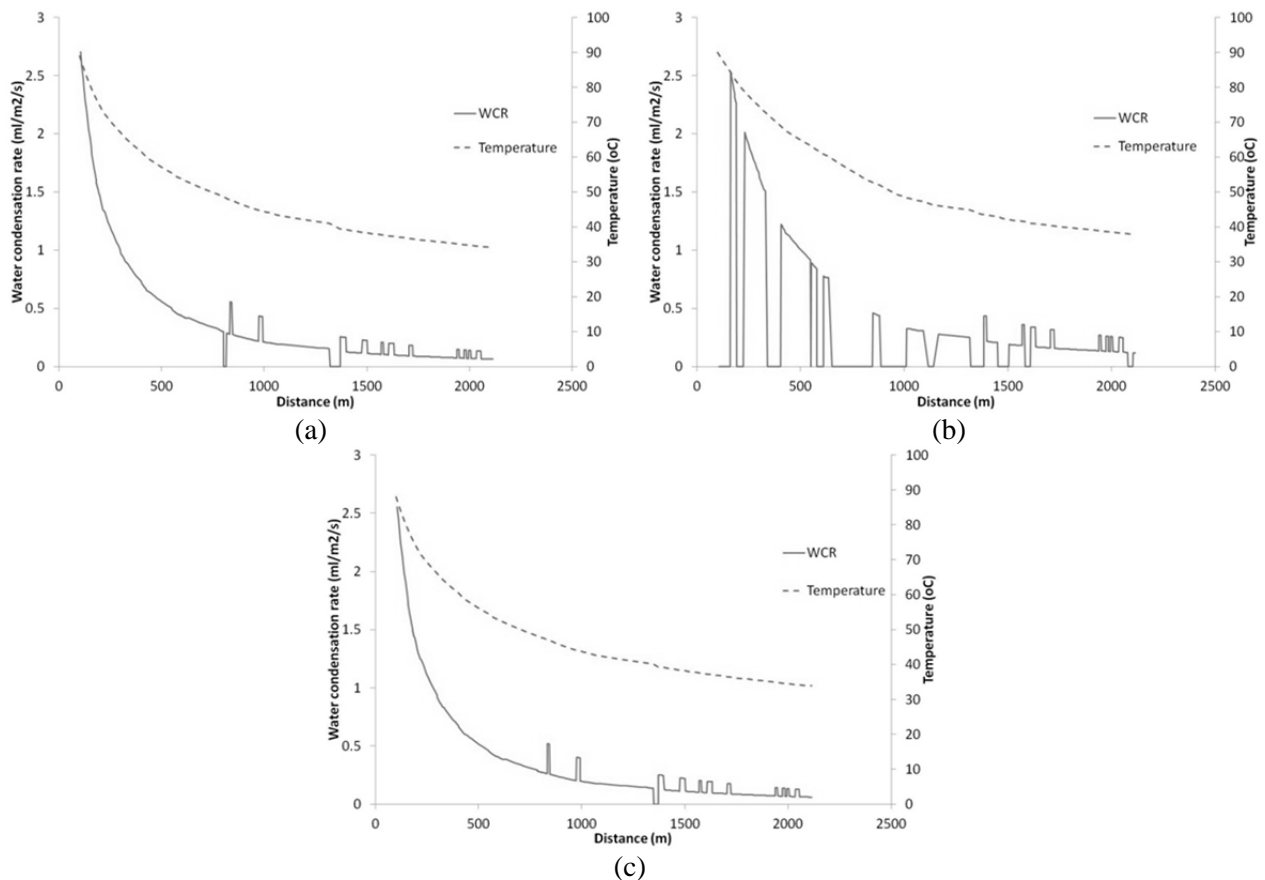 3
2.5
2
1.5
1
0.5
0
100
90
80
70
60
50
40
30
20
10
0
0 500 1000 1500 2000 2500
Water condensation rate (ml/m2/s)
Temperature (oC)
Distance (m)
WCR
Temperature
(a)
3
2.5
2
1.5
1
0.5
0
100
90
80
70
60
50
40
30
20
10
0
0 500 1000 1500 2000 2500
Water condensation rate (ml/m2/s)
Temperature (oC)
Distance (m)
WCR
Temperature
(b)
3
2.5
2
1.5
1
0.5
0
100
90
80
70
60
50
40
30
20
10
0
0 500 1000 1500 2000 2500
Water condensation rate (ml/m2/s)
Temperature (oC)
Distance (m)
WCR
Temperature
(c)